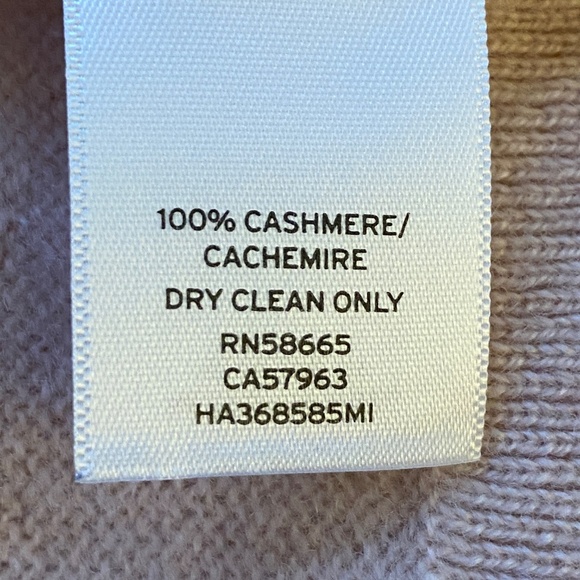 100% CASHMERE/
CACHEMIRE
DRY CLEAN ONLY
RN58665
CA57963
HA368585MI